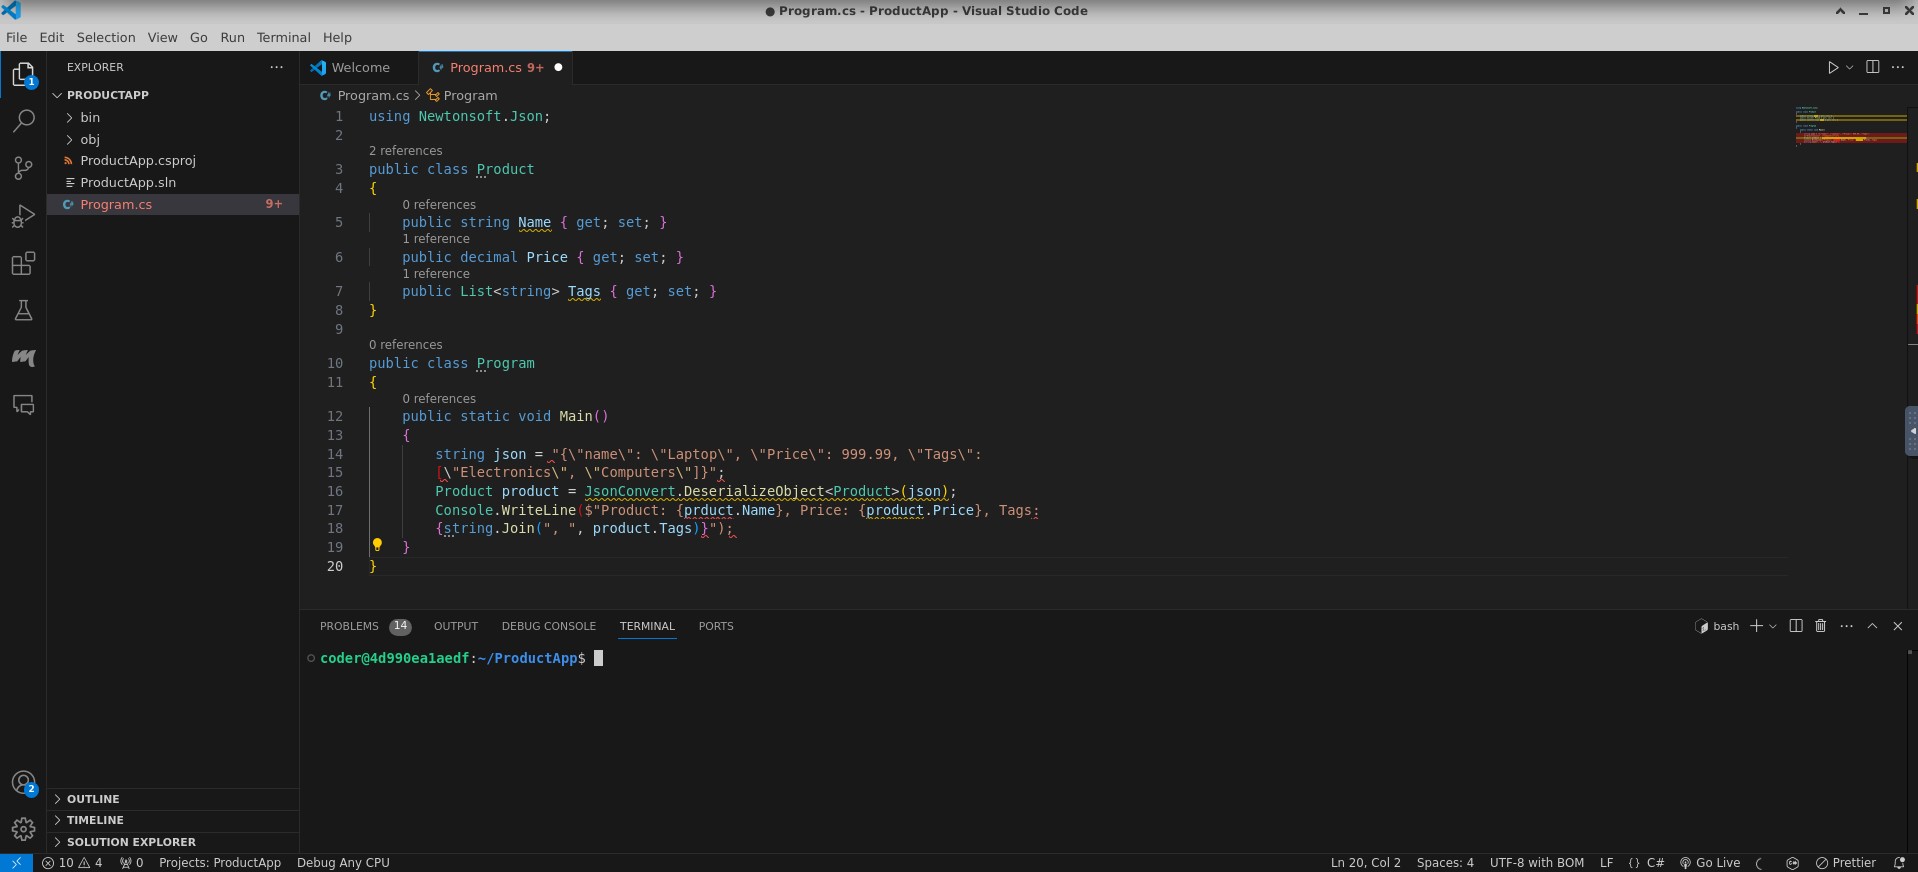 ● Program.cs - ProductApp - Visual Studio Code
File Edit Selection View Go Run Terminal Help
EXPLORER
PRODUCTAPP
bin
obj
ProductApp.csproj
ProductApp.sln
Program.cs 9+
OUTLINE
TIMELINE
SOLUTION EXPLORER
1
2
Welcome
Program.cs 9+
Program.cs > Program
1 using Newtonsoft.Json;
2
2 references
3 public class Product
4 {
0 references
5 public string Name { get; set; }
1 reference
6 public decimal Price { get; set; }
1 reference
7 public List<string> Tags { get; set; }
8 }
9
0 references
10 public class Program
11 {
0 references
12 public static void Main()
13 {
14 string json = "{\"name\": \"Laptop\", \"Price\": 999.99, \"Tags\":
15 [\"Electronics\", \"Computers\"]}";
16 Product product = JsonConvert.DeserializeObject<Product>(json);
17 Console.WriteLine($"Product: {prduct.Name}, Price: {product.Price}, Tags:
18 {string.Join(", ", product.Tags)}");
19 }
20 }
PROBLEMS 14 OUTPUT DEBUG CONSOLE TERMINAL PORTS
bash
coder@4d990ea1aedf:~/ProductApp$
10 4 0 Projects: ProductApp Debug Any CPU
Ln 20, Col 2 Spaces: 4 UTF-8 with BOM LF {} C# Go Live Prettier